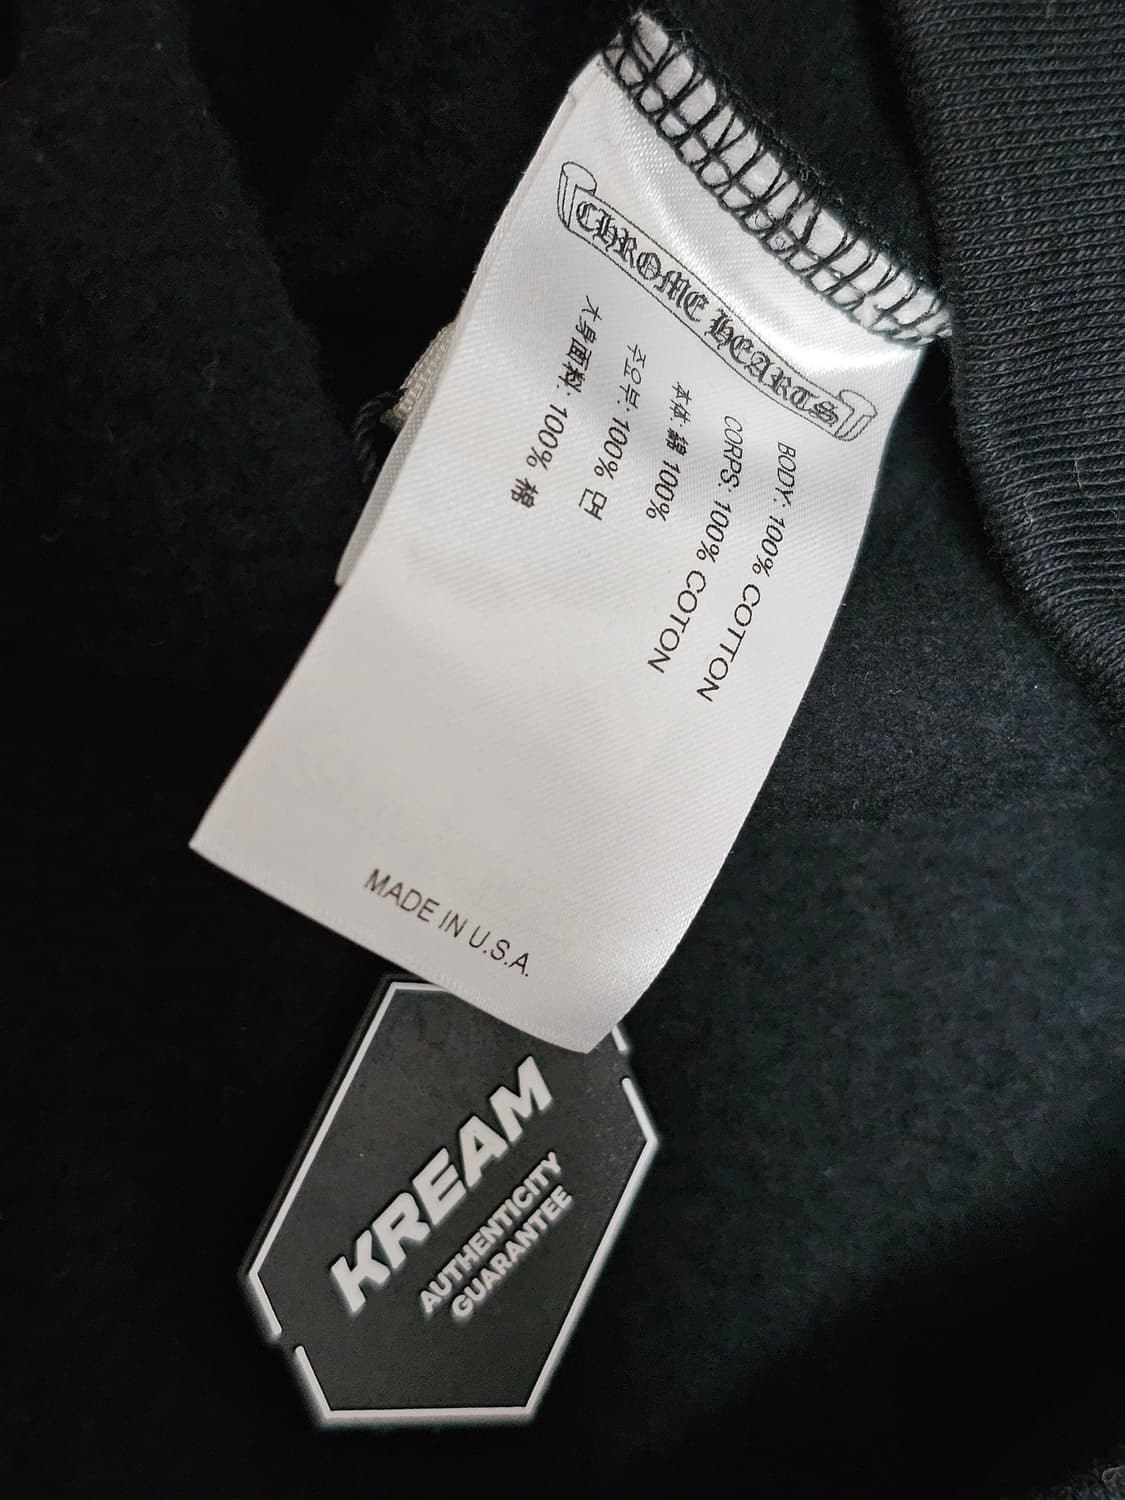 CHROME HEARTS
BODY: 100% COTTON
CORPS: 100% COTON
本体: 綿 100%
주요부: 100% 면
大身面料: 100% 棉
MADE IN U.S.A.
KREAM
AUTHENTICITY
GUARANTEE